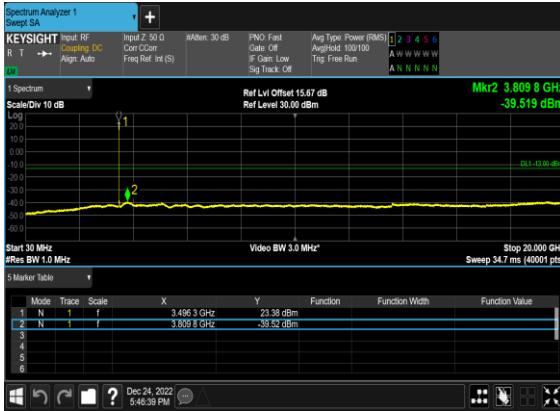 Spectrum Analyzer 1
Swept SA
+
KEYSIGHT Input: RF Input Z: 50 Ω #Atten: 30 dB PNO: Fast Avg Type: Power (RMS) 1 2 3 4 5 6
R T Coupling: DC Corr CCorr Gate: Off Avg|Hold: 100/100 A W W W W W
Align: Auto Freq Ref: Int (S) IF Gain: Low Trig: Free Run
Sig Track: Off A N N N N N
1 Spectrum Ref Lvl Offset 15.67 dB Mkr2 3.809 8 GHz
Scale/Div 10 dB Ref Level 30.00 dBm -39.519 dBm
Log
20.0
10.0
0.00
-10.0
DL1 -13.00 dBm
-20.0
-30.0
-40.0
-50.0
-60.0
1
2
Start 30 MHz Video BW 3.0 MHz* Stop 20.000 GH
#Res BW 1.0 MHz Sweep 34.7 ms (40001 pts
5 Marker Table
Mode Trace Scale X Y Function Function Width Function Value
1 N 1 f 3.496 3 GHz 23.38 dBm
2 N 1 f 3.809 8 GHz -39.52 dBm
3
4
5
6
? Dec 24, 2022
5:46:39 PM